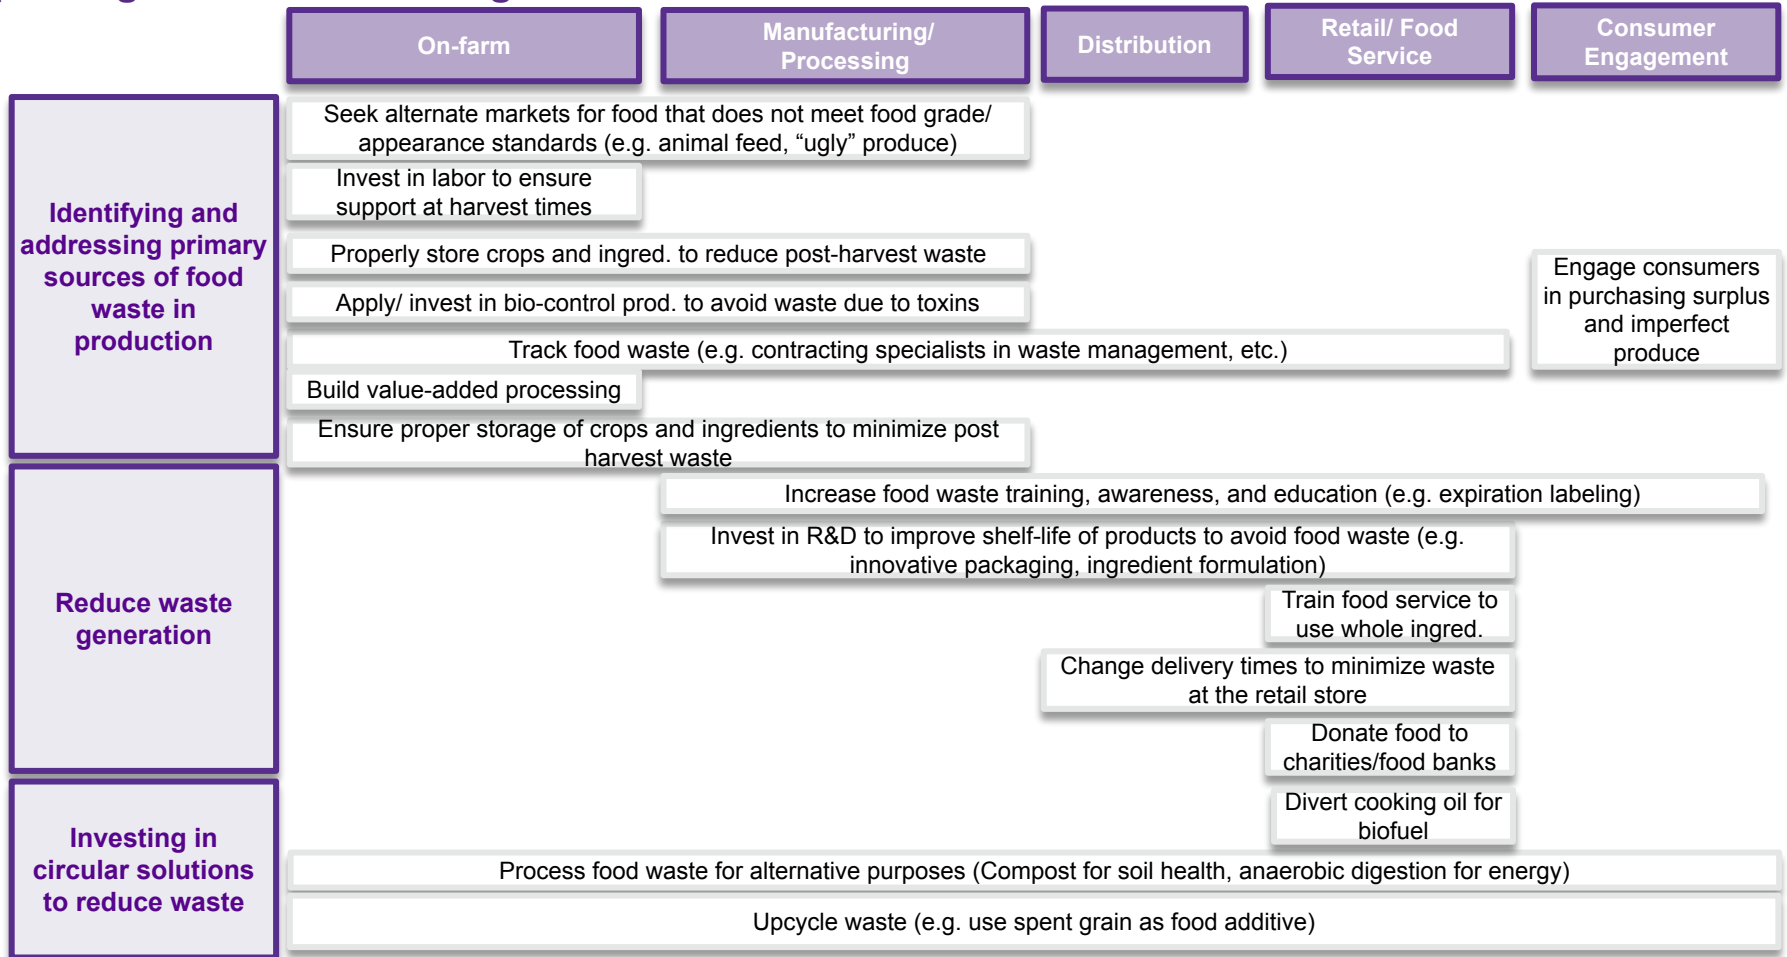 On-farm
Manufacturing/
Processing
Distribution
Retail/ Food
Service
Consumer
Engagement
Identifying and
addressing primary
sources of food
waste in
production
Seek alternate markets for food that does not meet food grade/
appearance standards (e.g. animal feed, “ugly” produce)
Invest in labor to ensure
support at harvest times
Properly store crops and ingred. to reduce post-harvest waste
Apply/ invest in bio-control prod. to avoid waste due to toxins
Track food waste (e.g. contracting specialists in waste management, etc.)
Build value-added processing
Ensure proper storage of crops and ingredients to minimize post
harvest waste
Engage consumers
in purchasing surplus
and imperfect
produce
Reduce waste
generation
Increase food waste training, awareness, and education (e.g. expiration labeling)
Invest in R&D to improve shelf-life of products to avoid food waste (e.g.
innovative packaging, ingredient formulation)
Train food service to
use whole ingred.
Change delivery times to minimize waste
at the retail store
Donate food to
charities/food banks
Investing in
circular solutions
to reduce waste
Divert cooking oil for
biofuel
Process food waste for alternative purposes (Compost for soil health, anaerobic digestion for energy)
Upcycle waste (e.g. use spent grain as food additive)